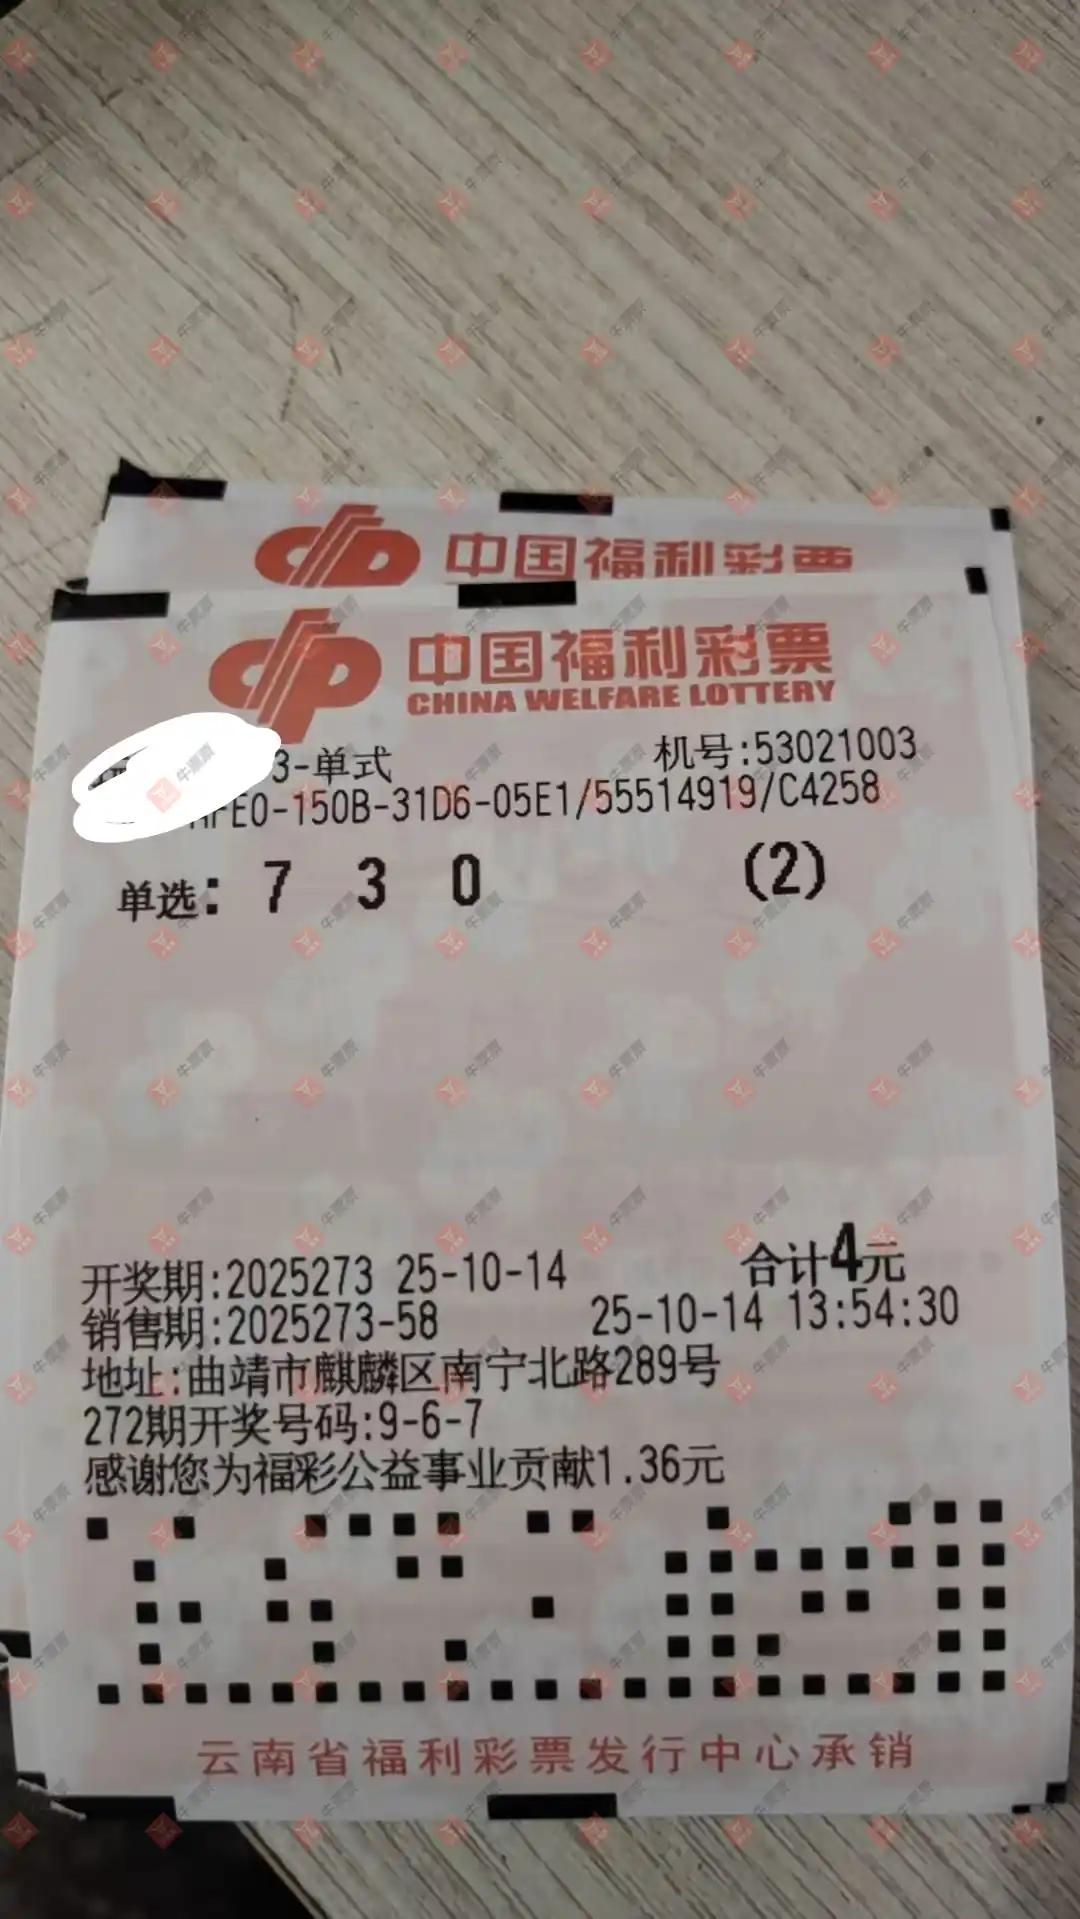 中国福利彩票
中国福利彩票
CHINA WELFARE LOTTERY
3-单式 机号:53021003
FE0-150B-31D6-05E1/55514919/C4258
单选: 7 3 0 (2)
开奖期:2025273 25-10-14 合计4元
销售期:2025273-58 25-10-14 13:54:30
地址:曲靖市麒麟区南宁北路289号
272期开奖号码:9-6-7
感谢您为福彩公益事业贡献1.36元
云南省福利彩票发行中心承销